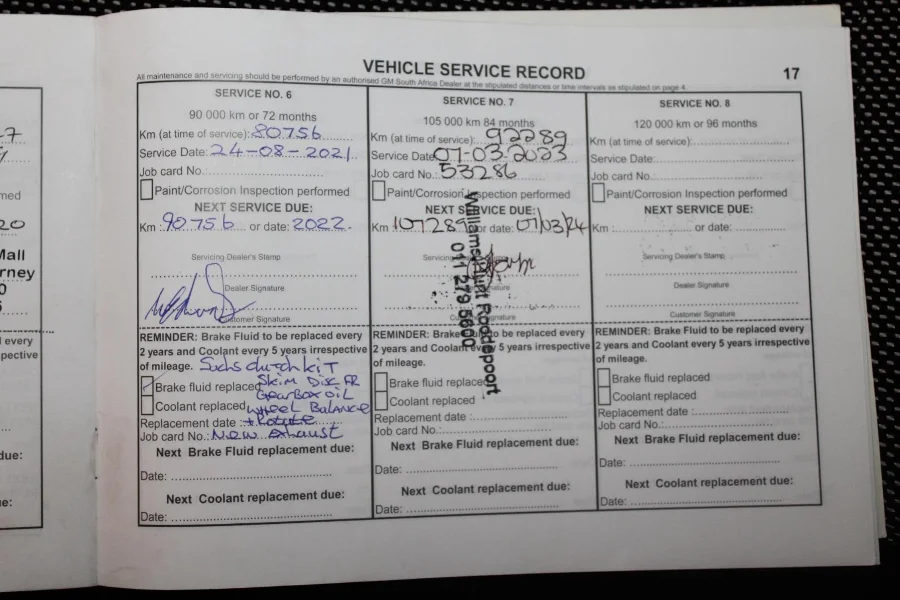 VEHICLE SERVICE RECORD
17
All maintenance and servicing should be performed by an authorised GM South Africa Dealer at the stipulated distances or time intervals as stipulated on page 4.
SERVICE NO. 6
90 000 km or 72 months
Km (at time of service): 80756
Service Date: 24-08-2021
Job card No.
Paint/Corrosion Inspection performed
NEXT SERVICE DUE:
Km : 90756 or date: 2022.
Servicing Dealer's Stamp
Dealer Signature
Customer Signature
REMINDER: Brake Fluid to be replaced every
2 years and Coolant every 5 years irrespective
of mileage. Sachs clutch kit
Brake fluid replaced Skim Disc FR
Gearbox oil
Coolant replaced wheel Balance
Replacement date : + Rotate
Job card No.: New exhaust
Next Brake Fluid replacement due:
Date:
Next Coolant replacement due:
Date:
SERVICE NO. 7
105 000 km 84 months
Km (at time of service): 92289
Service Date 07-03-2023
Job card No. 53286
Paint/Corrosion Inspection performed
NEXT SERVICE DUE:
Km 107289 or date: 07/03/24
Williams Hunt Roodepoort
011 279 5600
REMINDER: Brake Fluid to be replaced every
2 years and Coolant every 5 years irrespective
of mileage.
Brake fluid replaced
Coolant replaced
Replacement date :
Job card No.:
Next Brake Fluid replacement due:
Date:
Next Coolant replacement due:
Date:
SERVICE NO. 8
120 000 km or 96 months
Km (at time of service):
Service Date:
Job card No.
Paint/Corrosion Inspection performed
NEXT SERVICE DUE:
Km : or date:
Servicing Dealer's Stamp
Dealer Signature
Customer Signature
REMINDER: Brake Fluid to be replaced every
2 years and Coolant every 5 years irrespective
of mileage.
Brake fluid replaced
Coolant replaced
Replacement date :
Job card No.:
Next Brake Fluid replacement due:
Date:
Next Coolant replacement due:
Date: